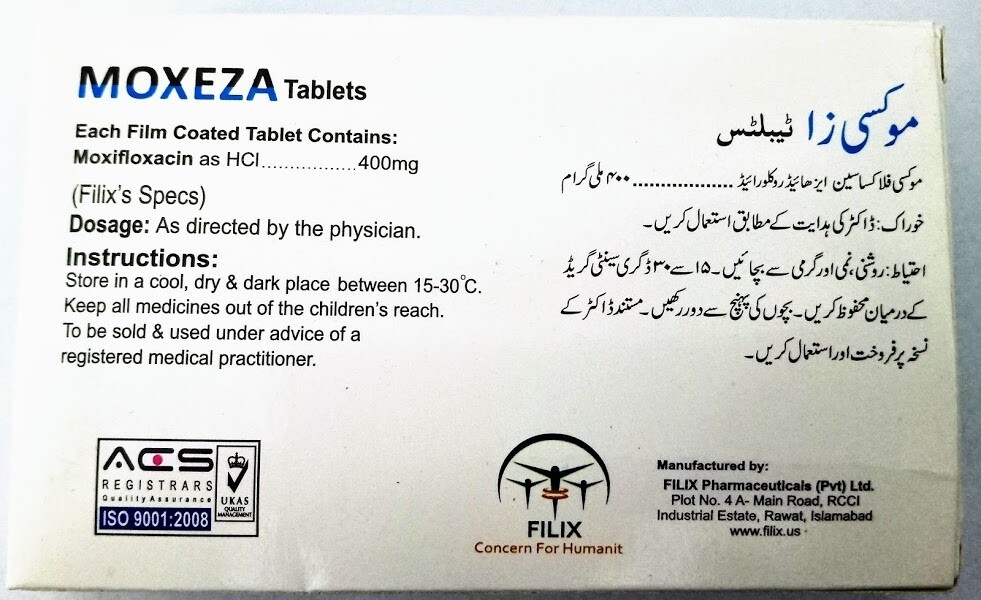 MOXEZA Tablets
Each Film Coated Tablet Contains:
Moxifloxacin as HCl................400mg
(Filix's Specs)
Dosage: As directed by the physician.
Instructions:
Store in a cool, dry & dark place between 15-30°C.
Keep all medicines out of the children's reach.
To be sold & used under advice of a
registered medical practitioner.
موکسی زا ٹیبلٹس
موکسی فلاکساسین ایز ھائیڈروکلورائیڈ .................. ۴۰۰ ملی گرام
خوراک: ڈاکٹر کی ہدایت کے مطابق استعمال کریں۔
احتیاط: روشنی، نمی اور گرمی سے بچائیں۔ ۱۵ سے ۳۰ ڈگری سینٹی گریڈ
کے درمیان محفوظ کریں۔ بچوں کی پہنچ سے دور رکھیں۔ مستند ڈاکٹر کے
نسخہ پر فروخت اور استعمال کریں۔
ACS
REGISTRARS
Quality Assurance
ISO 9001:2008
UKAS
QUALITY
MANAGEMENT
FILIX
Concern For Humanit
Manufactured by:
FILIX Pharmaceuticals (Pvt) Ltd.
Plot No. 4 A- Main Road, RCCI
Industrial Estate, Rawat, Islamabad
www.filix.us